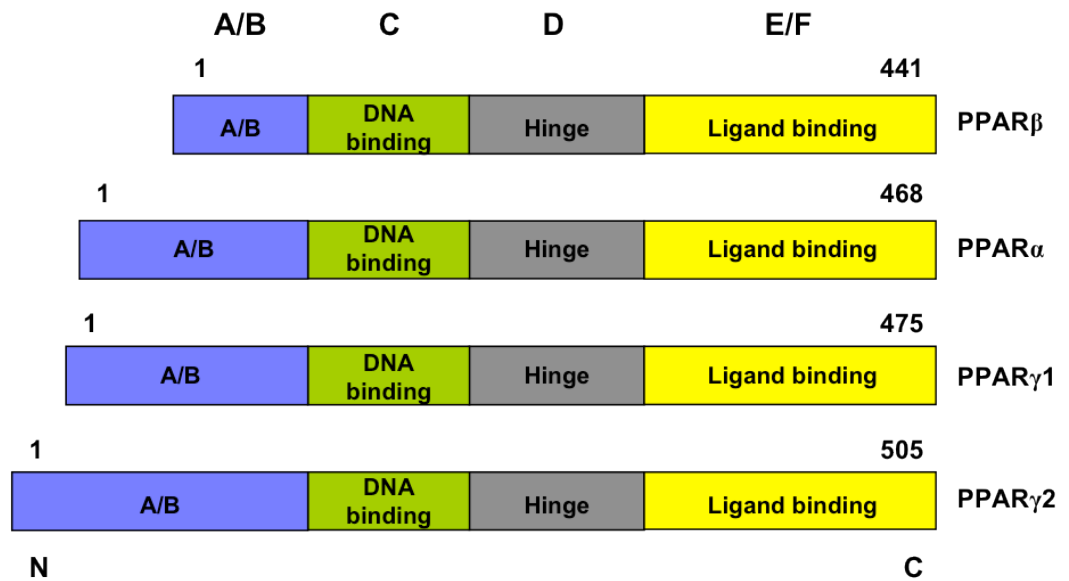 A/B C D E/F
1 441
A/B DNA binding Hinge Ligand binding PPARβ
1 468
A/B DNA binding Hinge Ligand binding PPARα
1 475
A/B DNA binding Hinge Ligand binding PPARγ1
1 505
A/B DNA binding Hinge Ligand binding PPARγ2
N C